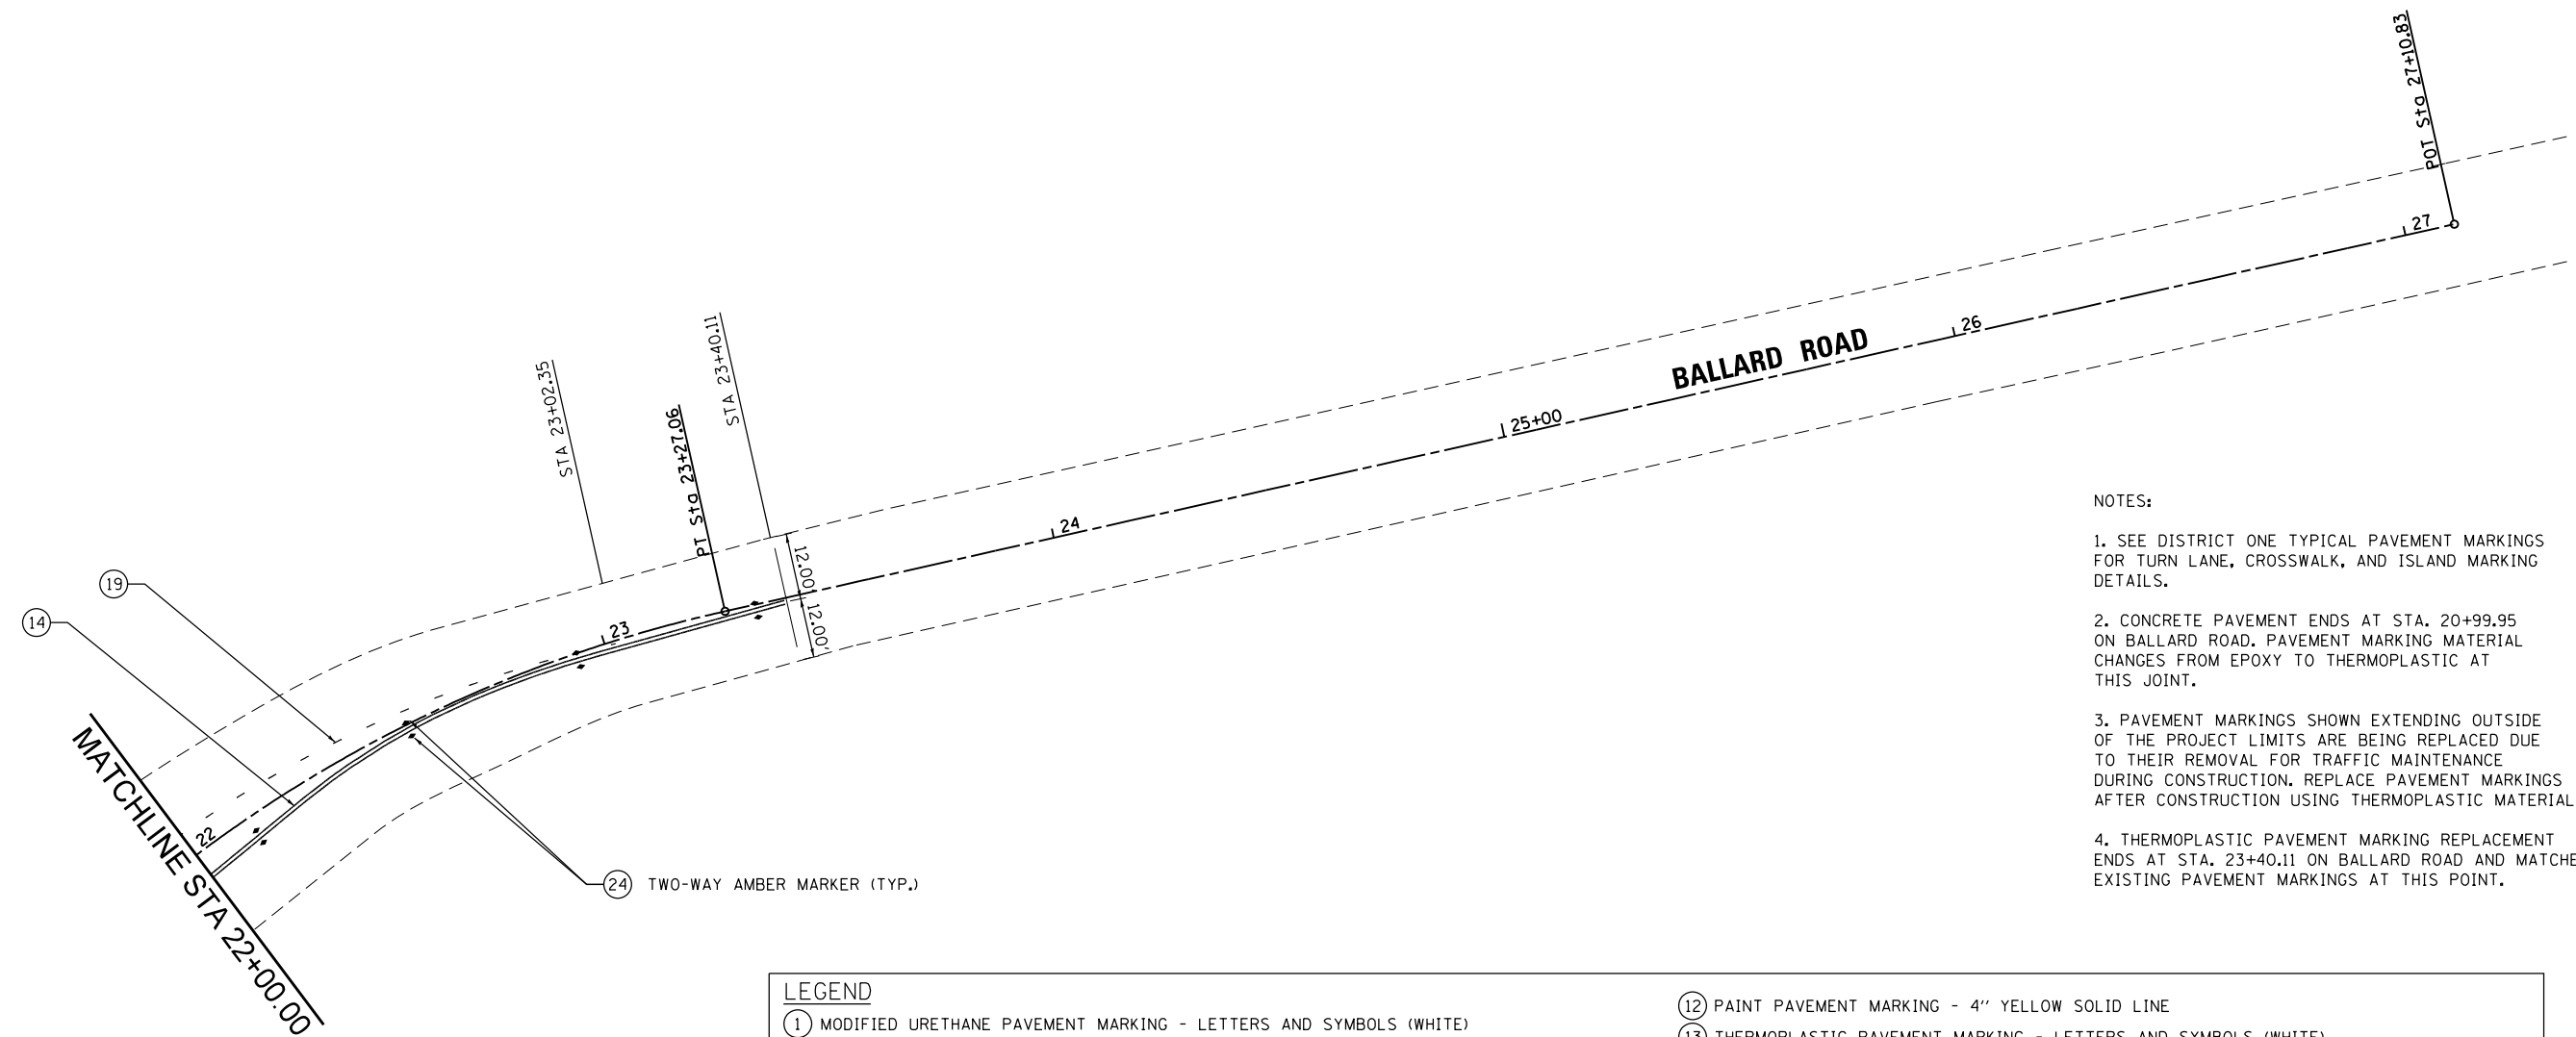 POT Sta 27+10.83
27
BALLARD ROAD
26
25+00
24
STA 23+40.11
STA 23+02.35
PT Sta 23+27.06
12.00'
12.00'
23
19
14
22
MATCHLINE STA 22+00.00
24 TWO-WAY AMBER MARKER (TYP.)
NOTES:
1. SEE DISTRICT ONE TYPICAL PAVEMENT MARKINGS
FOR TURN LANE, CROSSWALK, AND ISLAND MARKING
DETAILS.
2. CONCRETE PAVEMENT ENDS AT STA. 20+99.95
ON BALLARD ROAD. PAVEMENT MARKING MATERIAL
CHANGES FROM EPOXY TO THERMOPLASTIC AT
THIS JOINT.
3. PAVEMENT MARKINGS SHOWN EXTENDING OUTSIDE
OF THE PROJECT LIMITS ARE BEING REPLACED DUE
TO THEIR REMOVAL FOR TRAFFIC MAINTENANCE
DURING CONSTRUCTION. REPLACE PAVEMENT MARKINGS
AFTER CONSTRUCTION USING THERMOPLASTIC MATERIAL
4. THERMOPLASTIC PAVEMENT MARKING REPLACEMENT
ENDS AT STA. 23+40.11 ON BALLARD ROAD AND MATCHE
EXISTING PAVEMENT MARKINGS AT THIS POINT.
LEGEND
1 MODIFIED URETHANE PAVEMENT MARKING - LETTERS AND SYMBOLS (WHITE)
12 PAINT PAVEMENT MARKING - 4" YELLOW SOLID LINE
13 THERMOPLASTIC PAVEMENT MARKING - LETTERS AND SYMBOLS (WHITE)